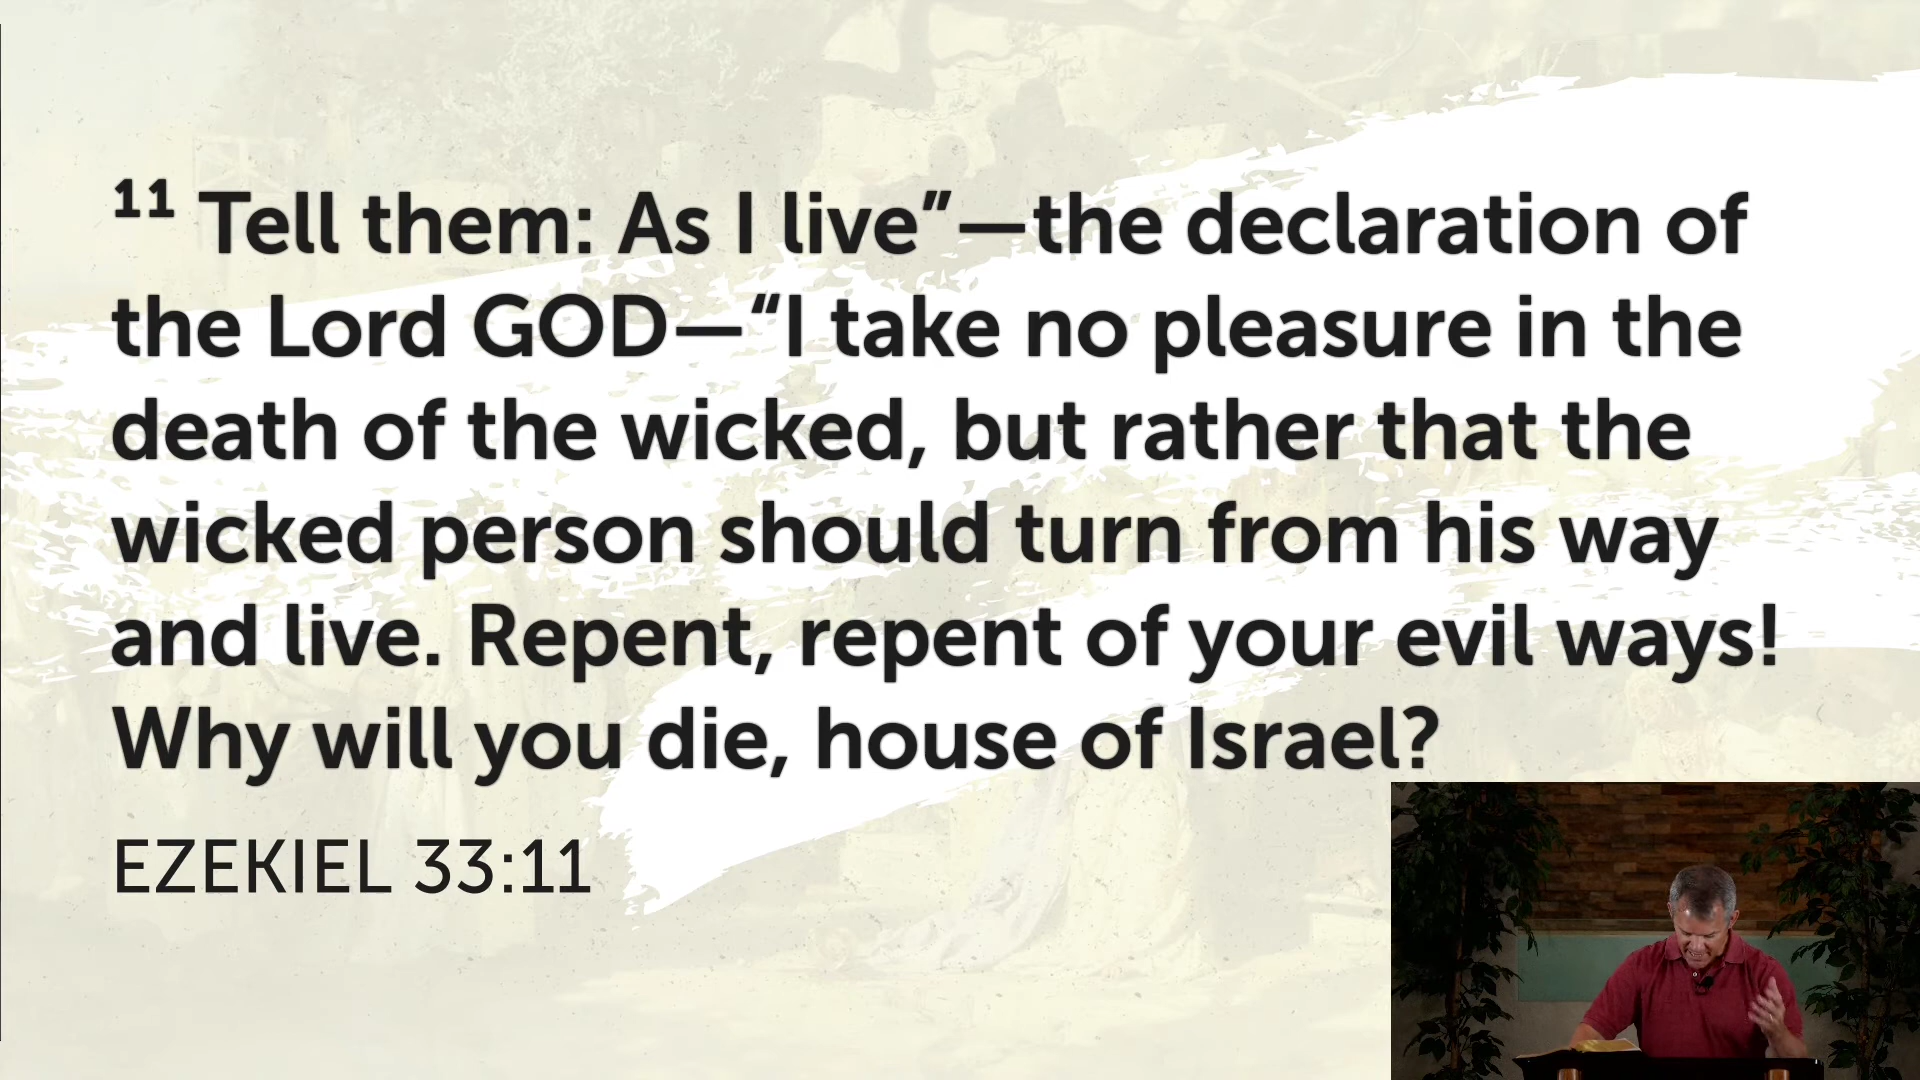 ¹¹ Tell them: As I live”—the declaration of
the Lord GOD—“I take no pleasure in the
death of the wicked, but rather that the
wicked person should turn from his way
and live. Repent, repent of your evil ways!
Why will you die, house of Israel?
EZEKIEL 33:11